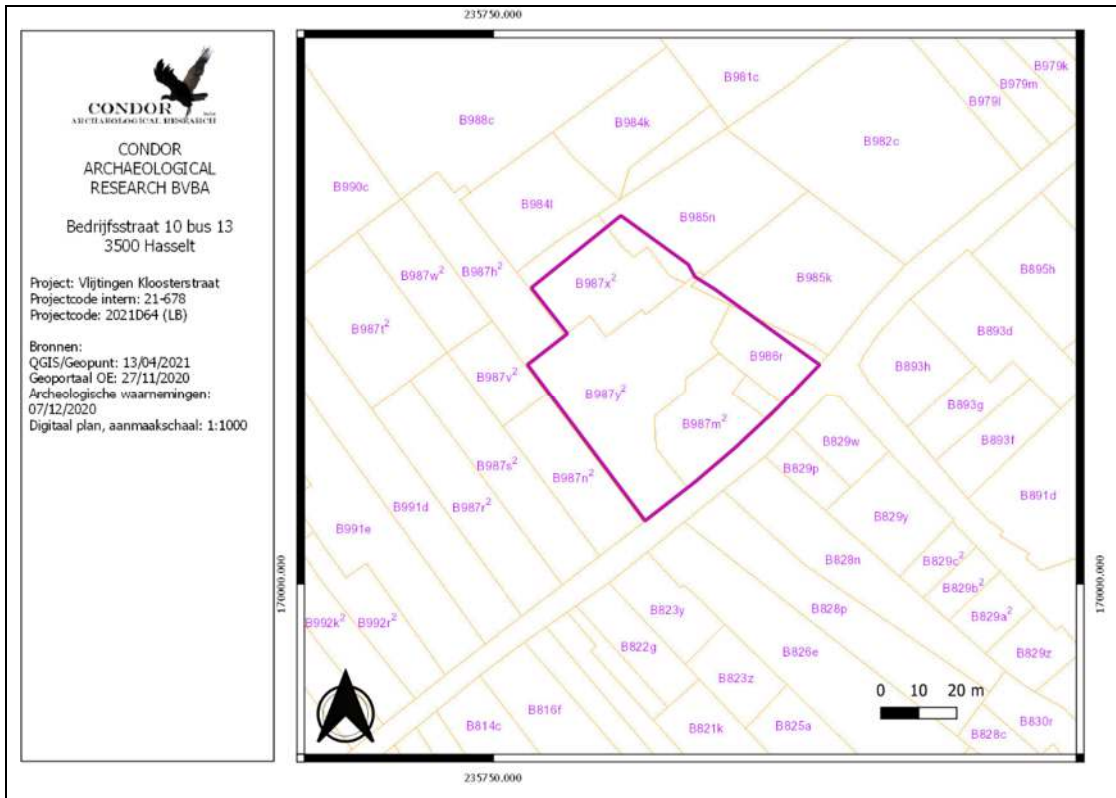 235750.000
CONDOR
bvba
ARCHAEOLOGICAL RESEARCH
CONDOR
ARCHAEOLOGICAL
RESEARCH BVBA
Bedrijfsstraat 10 bus 13
3500 Hasselt
Project: Vlijtingen Kloosterstraat
Projectcode intern: 21-678
Projectcode: 2021D64 (LB)
Bronnen:
QGIS/Geopunt: 13/04/2021
Geoportaal OE: 27/11/2020
Archeologische waarnemingen:
07/12/2020
Digitaal plan, aanmaakschaal: 1:1000
B979k
B981c
B979m
B979l
B988c
B984k
B982c
B990c
B984l
B985n
B987w²
B987h²
B987x²
B985k
B895h
B987t²
B893d
B986r
B893h
B987v²
B987y²
B893g
B987m²
B829w
B893f
B829p
B987s²
B987n²
B891d
B991d
B987r²
B829y
B991e
B828n
B829c²
B829b²
170000.000
170000.000
B823y
B828p
B829a²
B992k²
B992r²
B822g
B826e
B829z
B823z
0 10 20 m
B816f
B814c
B821k
B825a
B828c
B830r
235750.000